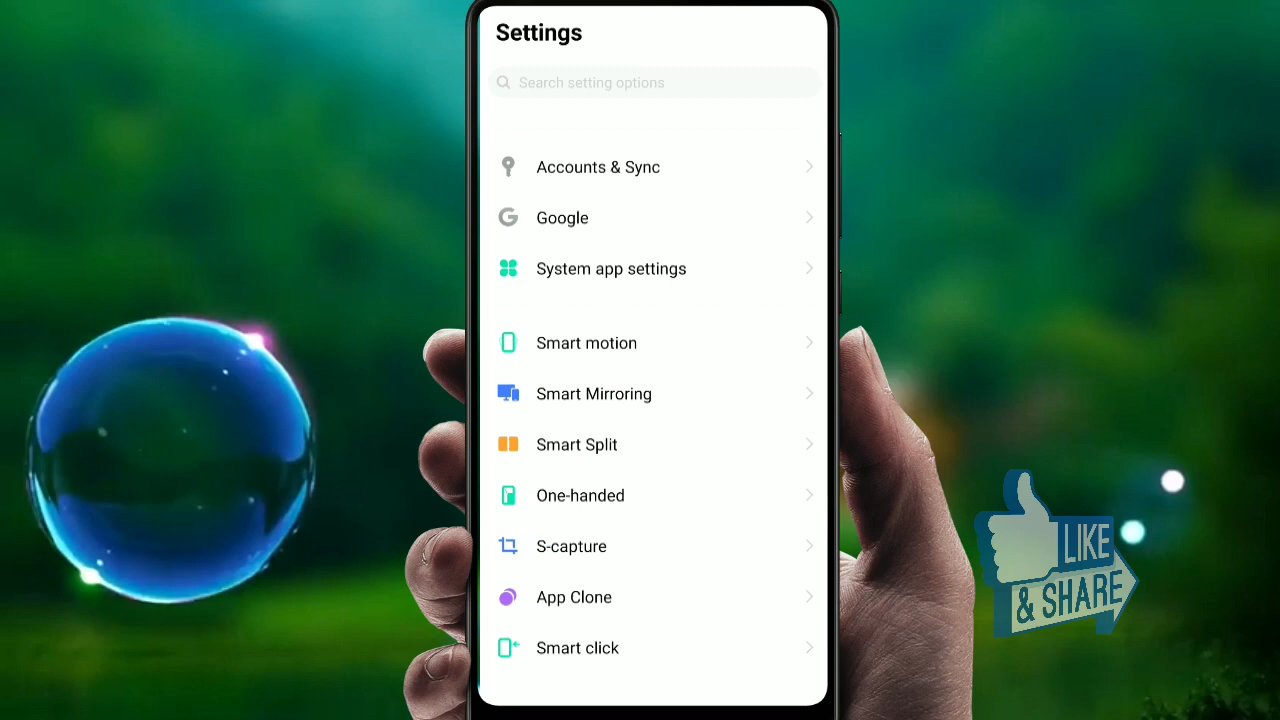 Settings
Search setting options
Accounts & Sync
Google
System app settings
Smart motion
Smart Mirroring
Smart Split
One-handed
S-capture
App Clone
Smart click
LIKE
& SHARE